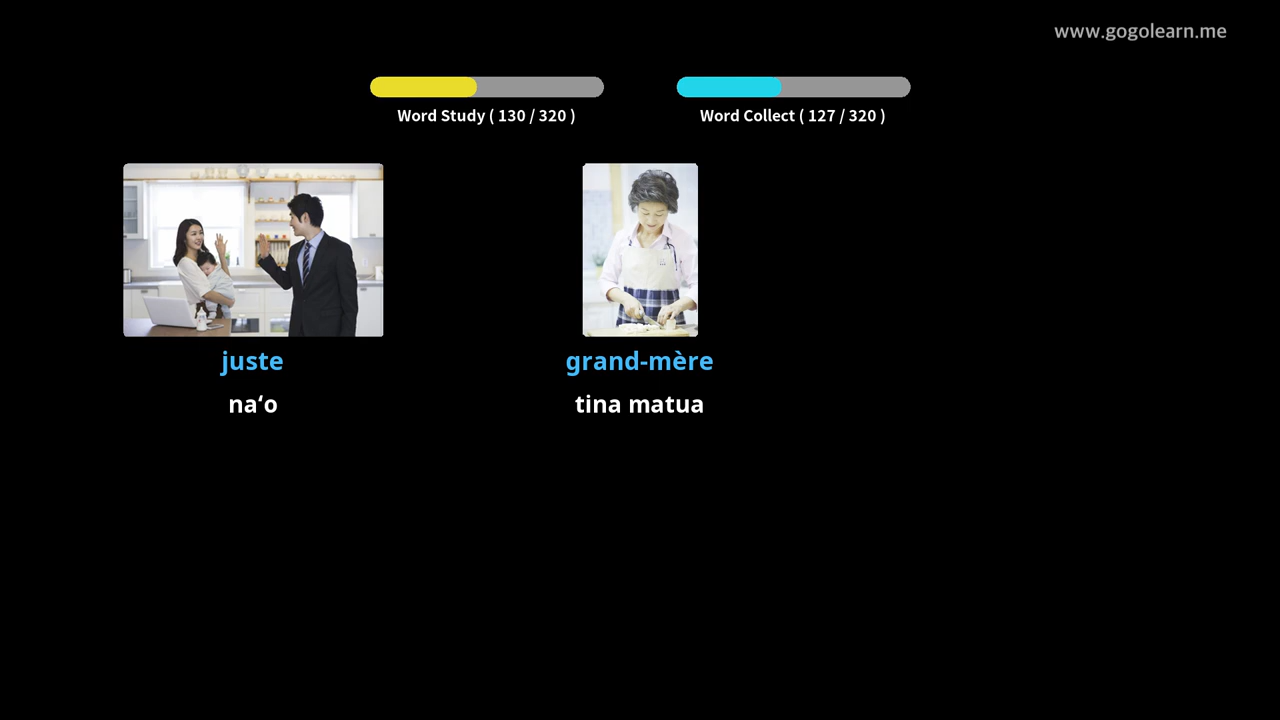 www.gogolearn.me
Word Study ( 130 / 320 )
Word Collect ( 127 / 320 )
juste
naʻo
grand-mère
tina matua